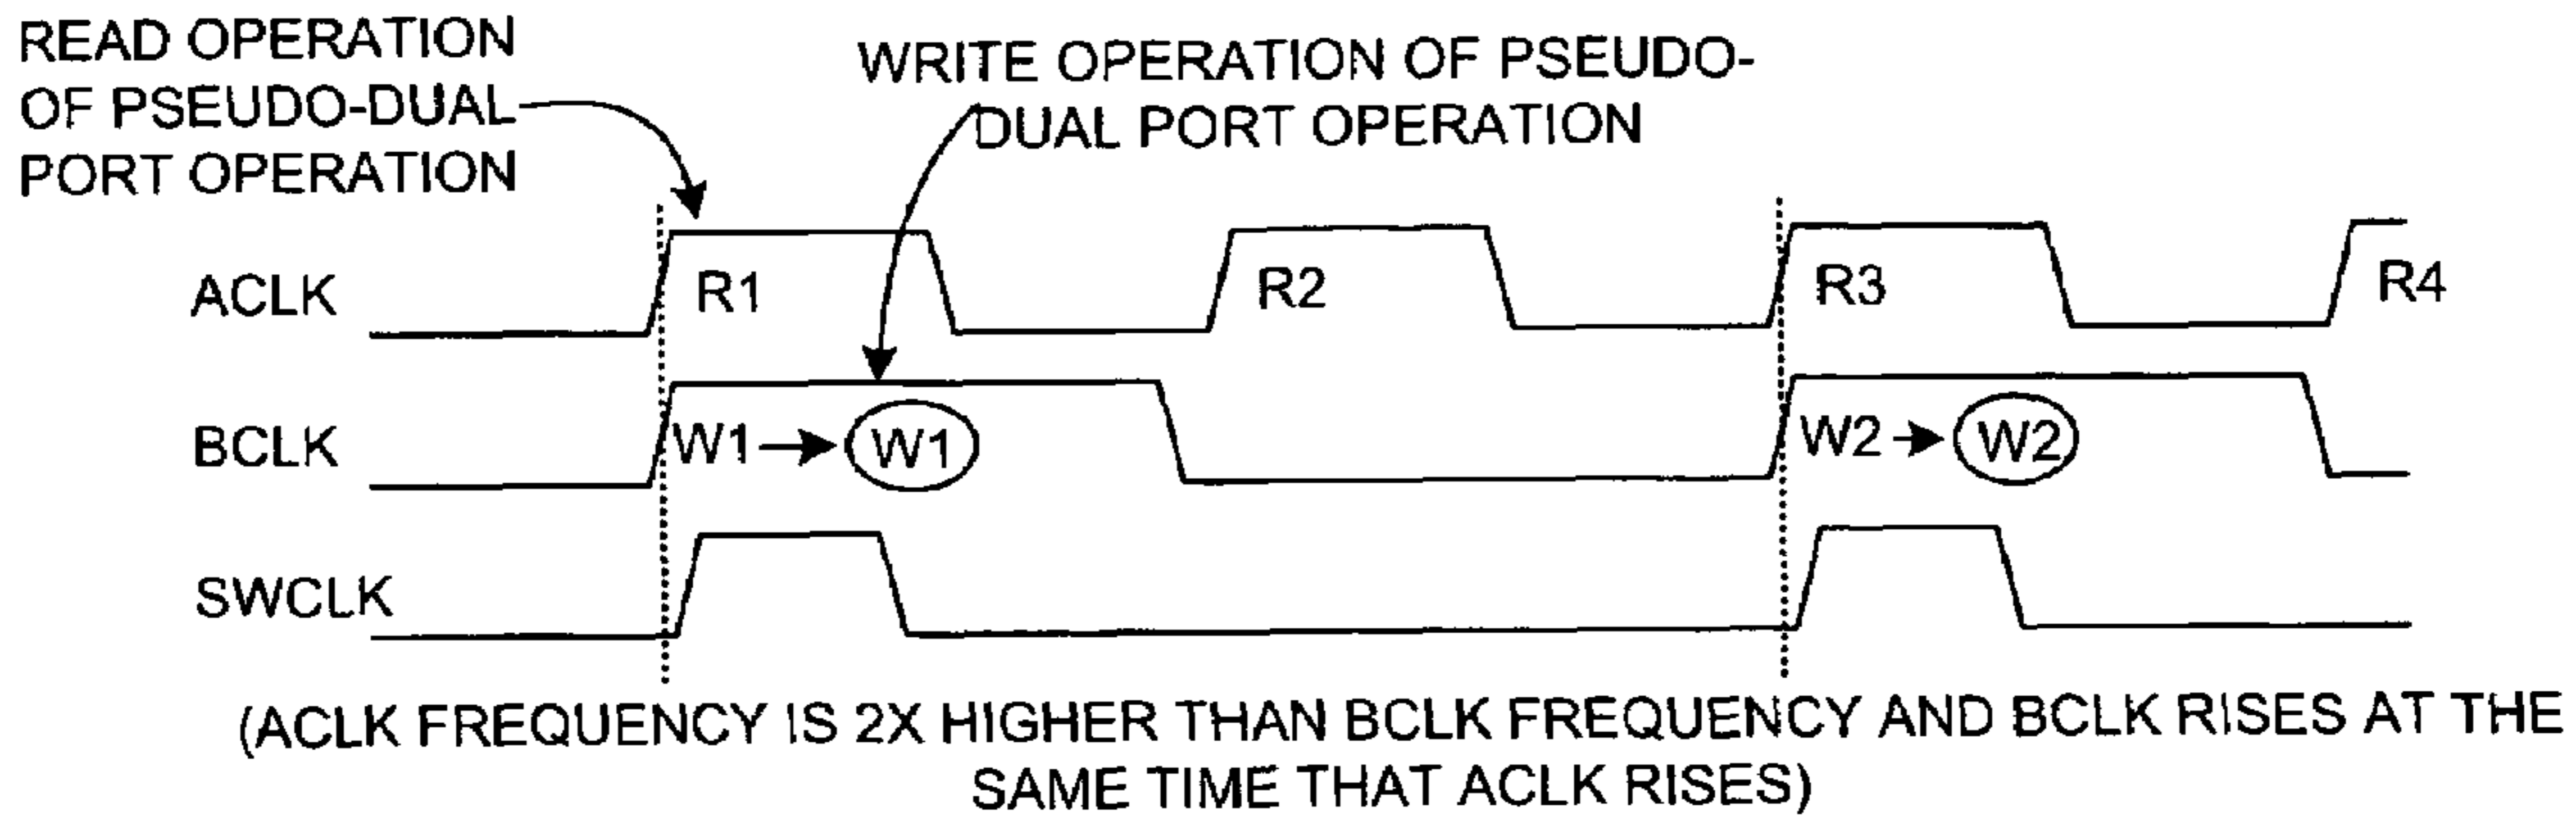 READ OPERATION
OF PSEUDO-DUAL
PORT OPERATION
WRITE OPERATION OF PSEUDO-
DUAL PORT OPERATION
ACLK
R1
R2
R3
R4
BCLK
W1
W1
W2
W2
SWCLK
(ACLK FREQUENCY IS 2X HIGHER THAN BCLK FREQUENCY AND BCLK RISES AT THE
SAME TIME THAT ACLK RISES)